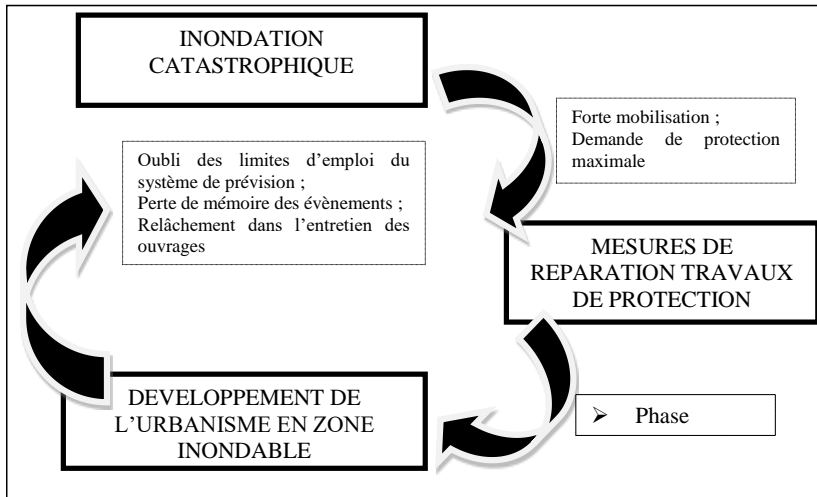 INONDATION
CATASTROPHIQUE
Forte mobilisation ;
Demande de protection
maximale
Oubli des limites d'emploi du
système de prévision ;
Perte de mémoire des évènements ;
Relâchement dans l'entretien des
ouvrages
MESURES DE
REPARATION TRAVAUX
DE PROTECTION
DEVELOPPEMENT DE
L'URBANISME EN ZONE
INONDABLE
➢ Phase